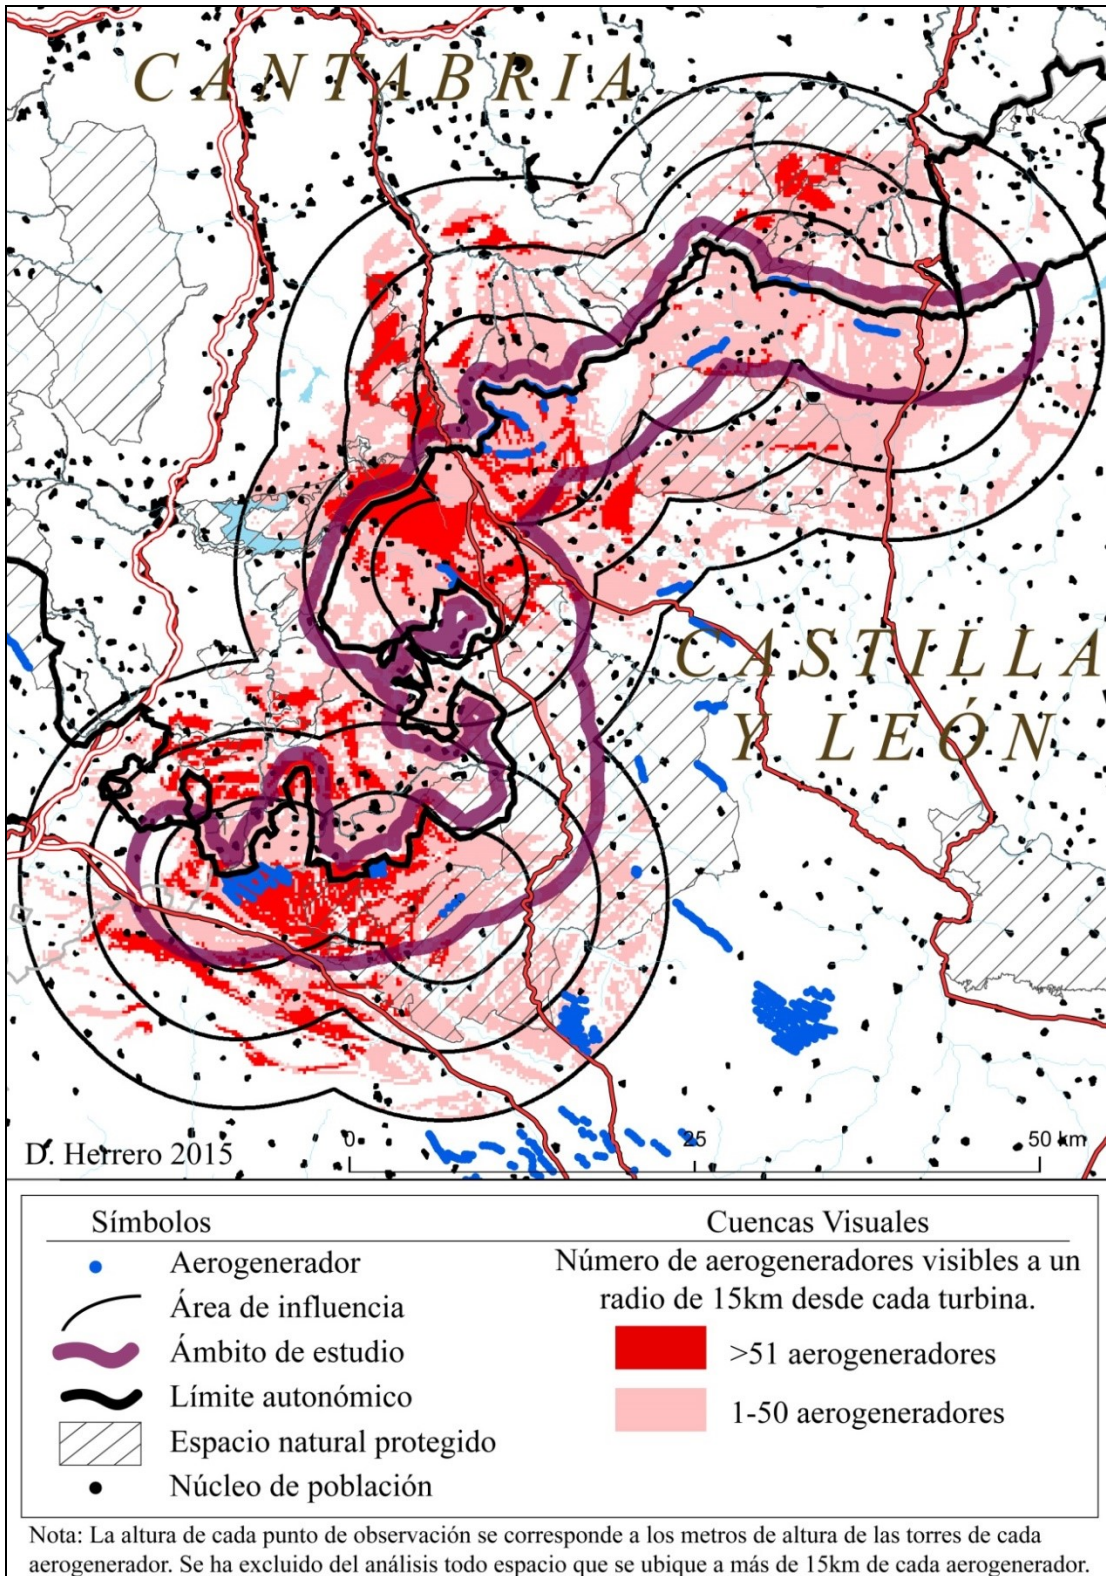 CANTABRIA
CASTILLA
Y LEÓN
D. Herrero 2015
0 25 50 km
Símbolos
Aerogenerador
Área de influencia
Ámbito de estudio
Límite autonómico
Espacio natural protegido
Núcleo de población
Cuencas Visuales
Número de aerogeneradores visibles a un
radio de 15km desde cada turbina.
>51 aerogeneradores
1-50 aerogeneradores
Nota: La altura de cada punto de observación se corresponde a los metros de altura de las torres de cada
aerogenerador. Se ha excluido del análisis todo espacio que se ubique a más de 15km de cada aerogenerador.